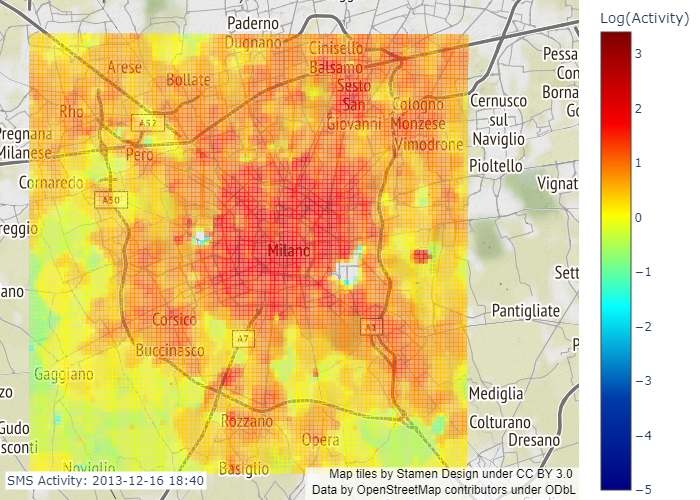 Log(Activity)
3
2
1
0
−1
−2
−3
−4
−5
Paderno
Dugnano
Cinisello
Balsamo
Arese
Bollate
Sesto
San
Giovanni
Rho
A52
Pero
Pregnana
Milanese
Cologno
Monzese
Vimodrone
Cernusco
sul
Naviglio
Pioltello
Pessa
Con
Borna
Go
Vignat
Cornaredo
A50
reggio
Milano
ano
Sett
Pantigliate
Corsico
Buccinasco
A7
A1
P
Gaggiano
zo
Gudo
sconti
Rozzano
Opera
Mediglia
Colturano
Dresano
Noviglio
Basiglio
SMS Activity: 2013-12-16 18:40
Map tiles by Stamen Design under CC BY 3.0
Data by OpenStreetMap contributors under ODbL